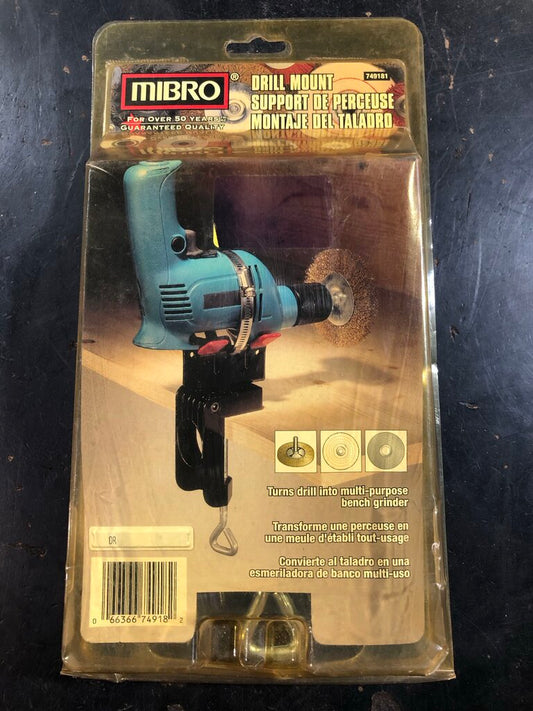 MIBRO®
FOR OVER 50 YEARS
GUARANTEED QUALITY
DRILL MOUNT
749181
SUPPORT DE PERCEUSE
MONTAJE DEL TALADRO
Turns drill into multi-purpose
bench grinder
Transforme une perceuse en
une meule d'établi tout-usage
Convierte al taladro en una
esmeriladora de banco multi-uso
DR
0 66366 74918 2